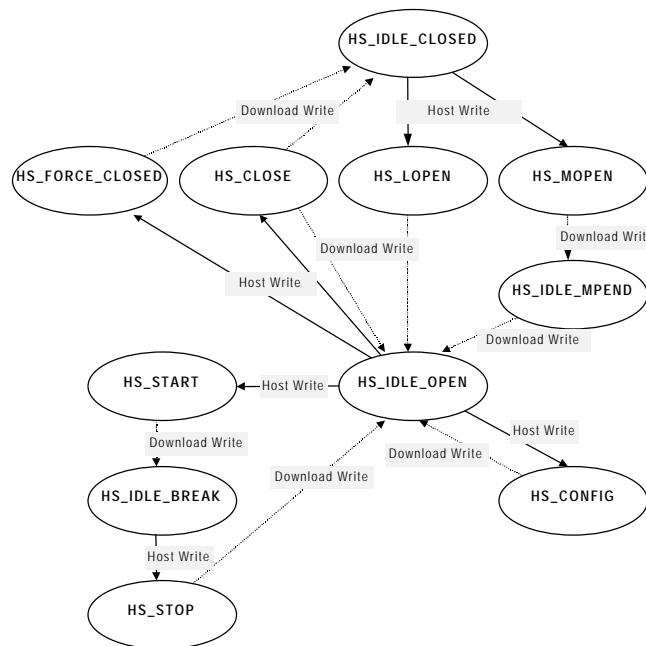 HS_IDLE_CLOSED
Download Write
Host Write
HS_FORCE_CLOSED
HS_CLOSE
HS_LOPEN
HS_MOPEN
Download Write
Download Writ
Host Write
HS_IDLE_MPEND
Download Write
HS_START
Host Write
HS_IDLE_OPEN
Host Write
Download Write
Download Write
Download Write
HS_IDLE_BREAK
HS_CONFIG
Host Write
HS_STOP